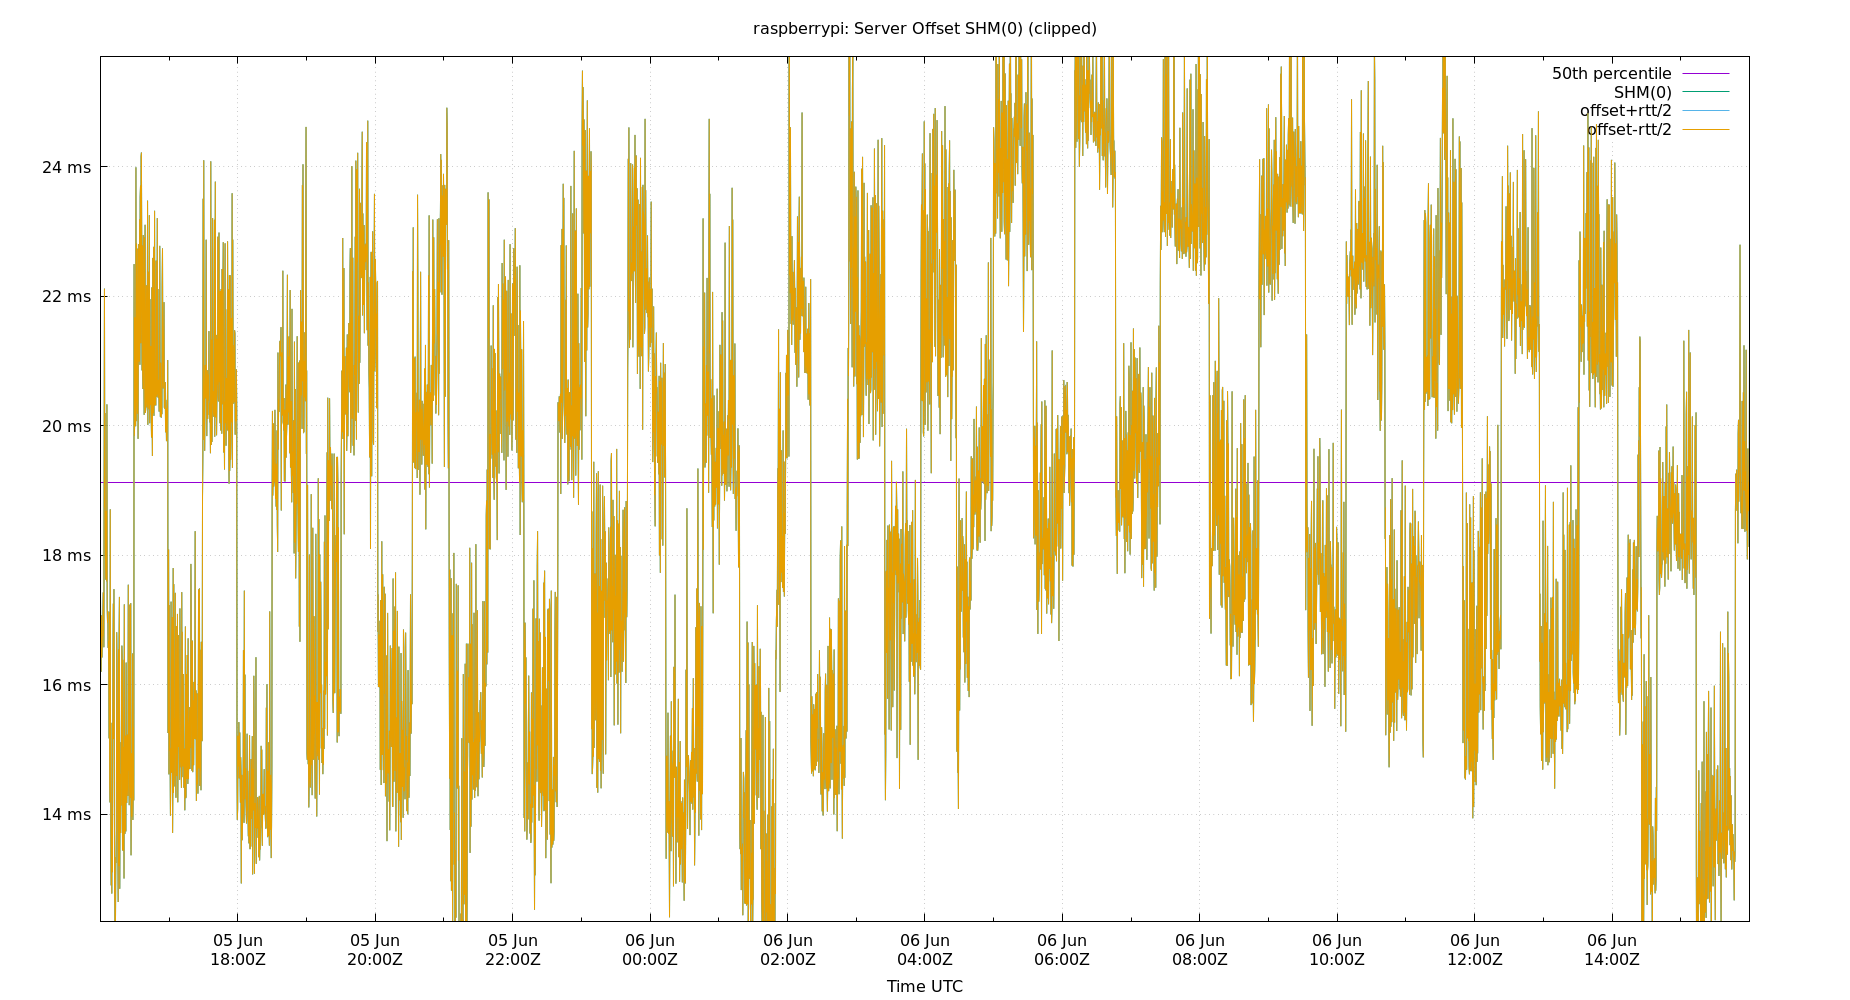 raspberrypi: Server Offset SHM(0) (clipped)
50th percentile
SHM(0)
offset+rtt/2
offset-rtt/2
24 ms
22 ms
20 ms
18 ms
16 ms
14 ms
05 Jun 05 Jun 05 Jun 06 Jun 06 Jun 06 Jun 06 Jun 06 Jun 06 Jun 06 Jun 06 Jun
18:00Z 20:00Z 22:00Z 00:00Z 02:00Z 04:00Z 06:00Z 08:00Z 10:00Z 12:00Z 14:00Z
Time UTC